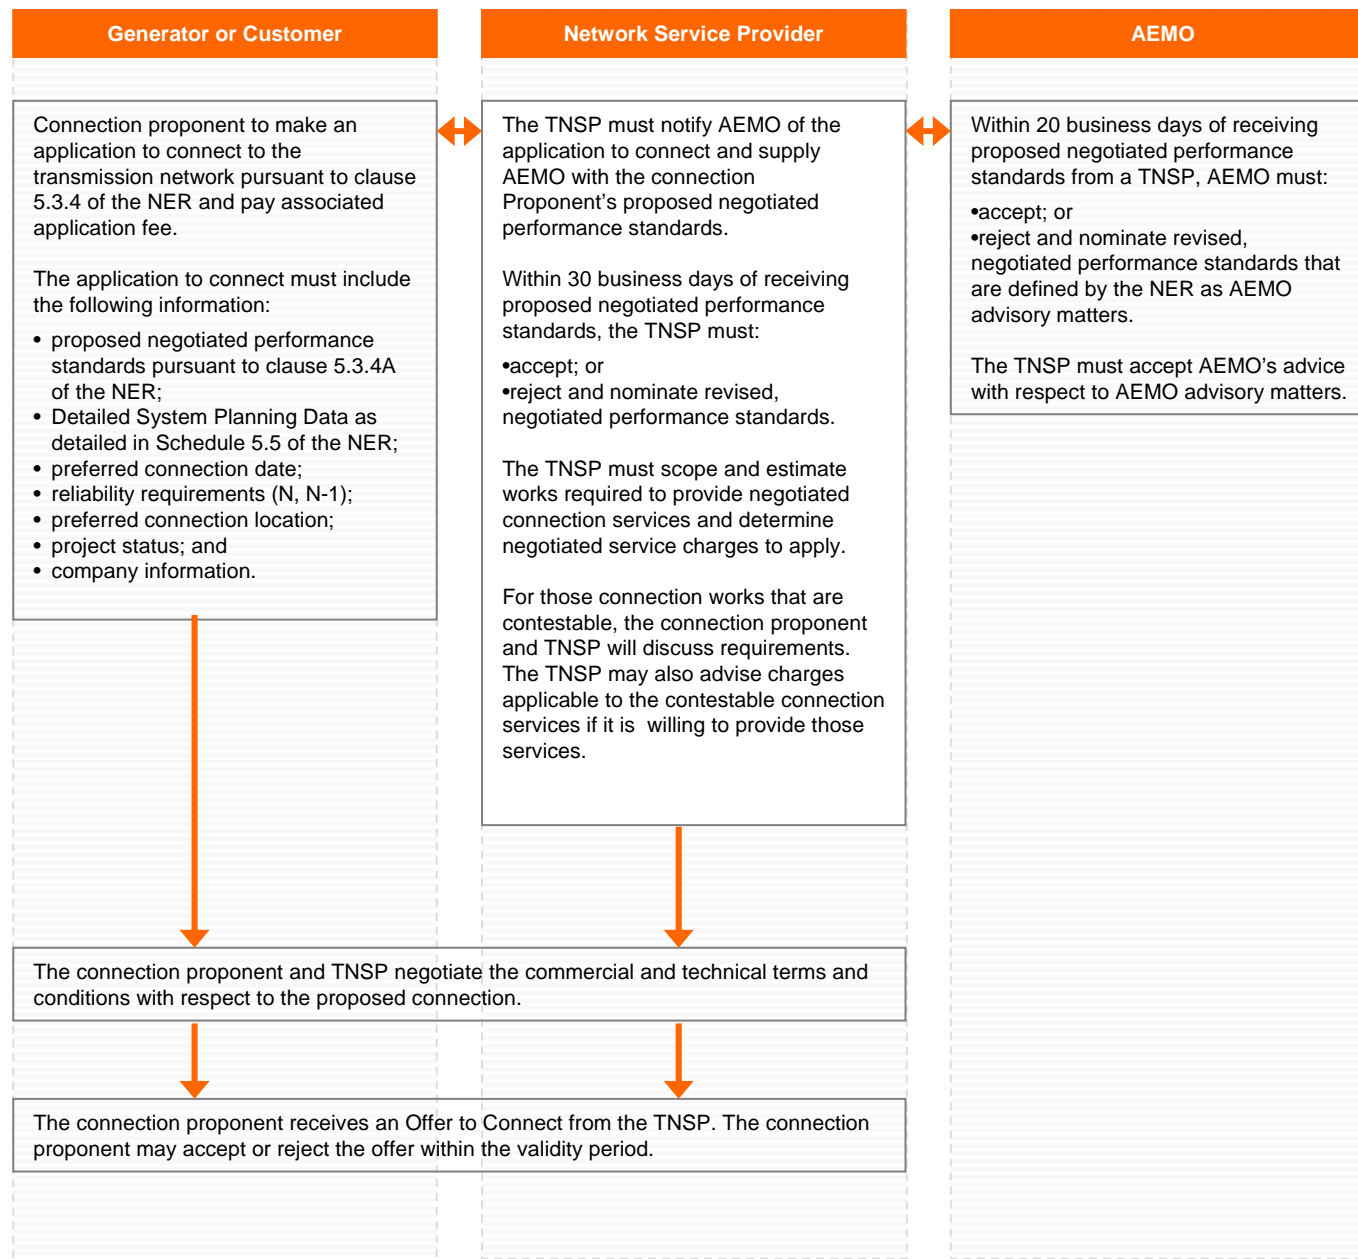 Generator or Customer
Network Service Provider
AEMO
Connection proponent to make an
application to connect to the
transmission network pursuant to clause
5.3.4 of the NER and pay associated
application fee.
The application to connect must include
the following information:
• proposed negotiated performance
standards pursuant to clause 5.3.4A
of the NER;
• Detailed System Planning Data as
detailed in Schedule 5.5 of the NER;
• preferred connection date;
• reliability requirements (N, N-1);
• preferred connection location;
• project status; and
• company information.
The TNSP must notify AEMO of the
application to connect and supply
AEMO with the connection
Proponent’s proposed negotiated
performance standards.
Within 30 business days of receiving
proposed negotiated performance
standards, the TNSP must:
•accept; or
•reject and nominate revised,
negotiated performance standards.
The TNSP must scope and estimate
works required to provide negotiated
connection services and determine
negotiated service charges to apply.
For those connection works that are
contestable, the connection proponent
and TNSP will discuss requirements.
The TNSP may also advise charges
applicable to the contestable connection
services if it is  willing to provide those
services.
Within 20 business days of receiving
proposed negotiated performance
standards from a TNSP, AEMO must:
•accept; or
•reject and nominate revised,
negotiated performance standards that
are defined by the NER as AEMO
advisory matters.
The TNSP must accept AEMO’s advice
with respect to AEMO advisory matters.
The connection proponent and TNSP negotiate the commercial and technical terms and
conditions with respect to the proposed connection.
The connection proponent receives an Offer to Connect from the TNSP. The connection
proponent may accept or reject the offer within the validity period.